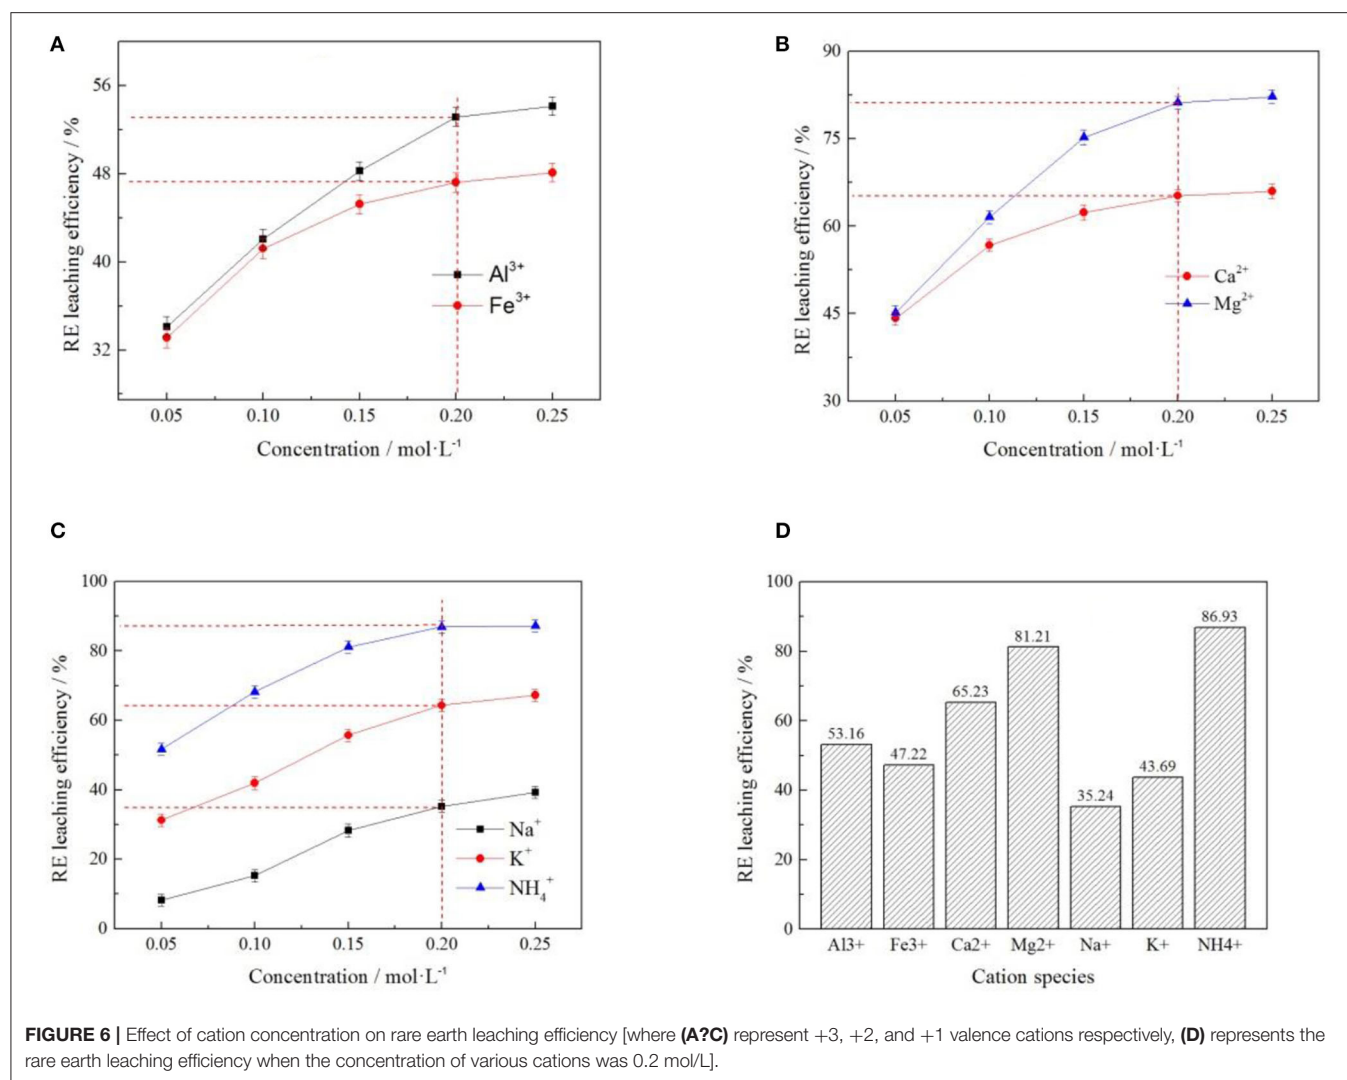 A
56
48
40
32
RE leaching efficiency / %
Al³⁺
Fe³⁺
0.05 0.10 0.15 0.20 0.25
Concentration / mol·L⁻¹
B
90
75
60
45
30
RE leaching efficiency / %
Ca²⁺
Mg²⁺
0.05 0.10 0.15 0.20 0.25
Concentration / mol·L⁻¹
C
100
80
60
40
20
0
RE leaching efficiency / %
Na⁺
K⁺
NH₄⁺
0.05 0.10 0.15 0.20 0.25
Concentration / mol·L⁻¹
D
100
80
60
40
20
0
RE leaching efficiency / %
53.16 47.22 65.23 81.21 35.24 43.69 86.93
Al3+ Fe3+ Ca2+ Mg2+ Na+ K+ NH4+
Cation species
FIGURE 6 | Effect of cation concentration on rare earth leaching efficiency [where (A?C) represent +3, +2, and +1 valence cations respectively, (D) represents the
rare earth leaching efficiency when the concentration of various cations was 0.2 mol/L].